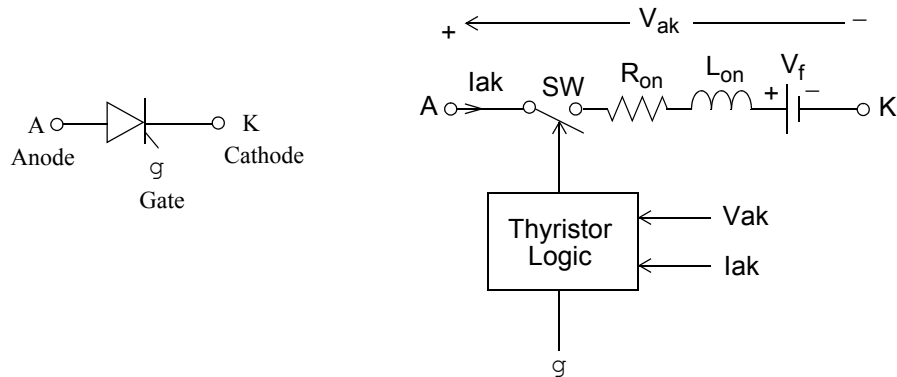 A
K
Anode
Cathode
g
Gate
+ Vak −
Iak SW Ron Lon + Vf −
A K
Thyristor
Logic
Vak
Iak
g